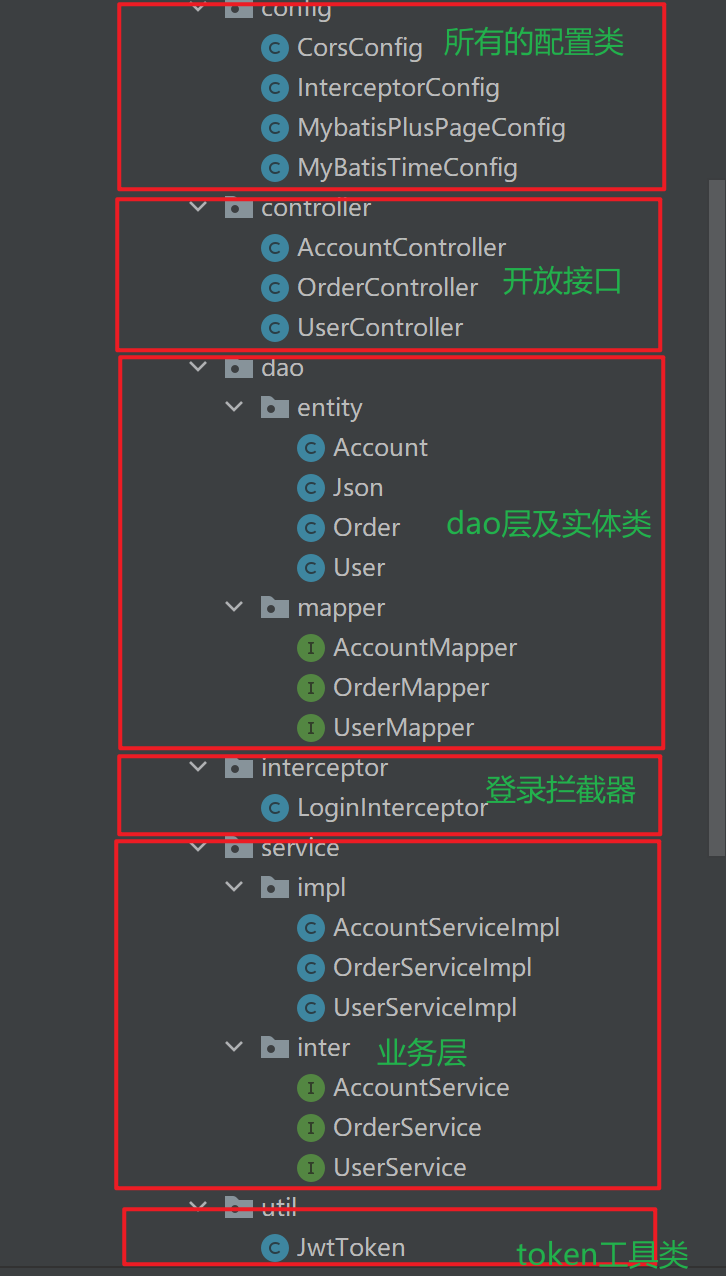 config
CorsConfig 所有的配置类
InterceptorConfig
MybatisPlusPageConfig
MyBatisTimeConfig
controller
AccountController
OrderController 开放接口
UserController
dao
entity
Account
Json
Order dao层及实体类
User
mapper
AccountMapper
OrderMapper
UserMapper
interceptor
LoginInterceptor 登录拦截器
service
impl
AccountServiceImpl
OrderServiceImpl
UserServiceImpl
inter 业务层
AccountService
OrderService
UserService
util
JwtToken token工具类